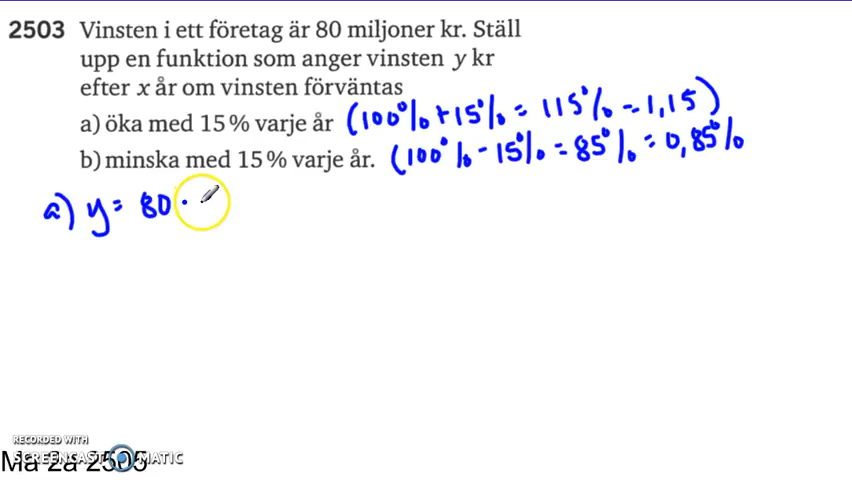 2503 Vinsten i ett företag är 80 miljoner kr. Ställ
upp en funktion som anger vinsten y kr
efter x år om vinsten förväntas
a) öka med 15 % varje år (100% + 15% = 115% = 1,15)
b) minska med 15 % varje år. (100% - 15% = 85% = 0,85%
a) y = 80 ·
RECORDED WITH
SCREENCAST-O-MATIC
Ma 2a 2505